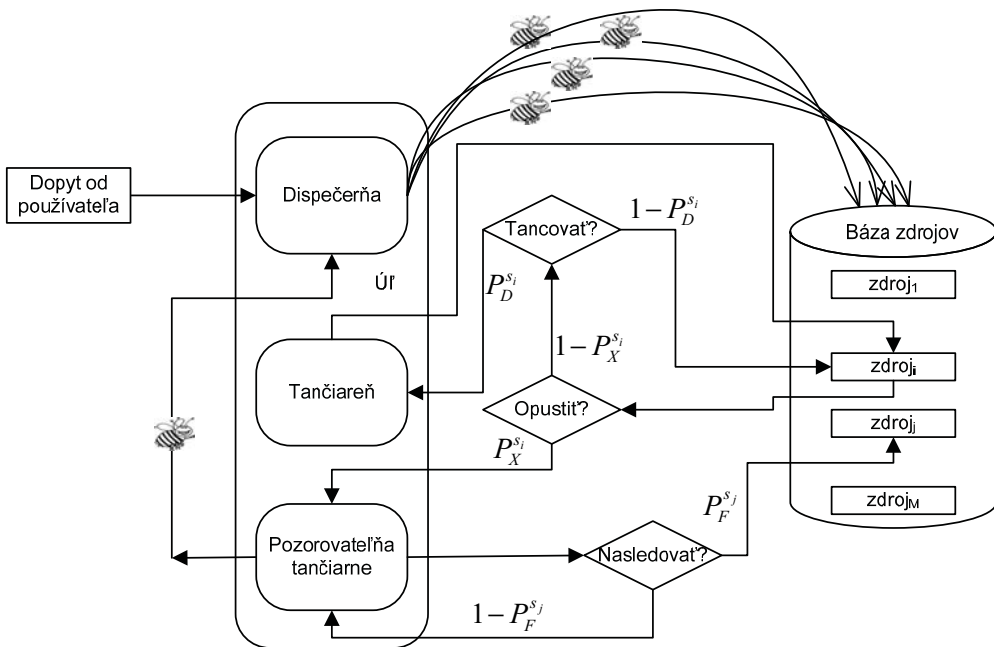 Dopyt od
používateľa
Dispečerňa
Úľ
Tančiareň
Pozorovateľňa
tančiarne
Tancovať?
Opustiť?
Nasledovať?
1 − P_D^{s_i}
P_D^{s_i}
1 − P_X^{s_i}
P_X^{s_i}
P_F^{s_j}
1 − P_F^{s_j}
Báza zdrojov
zdroj₁
zdrojᵢ
zdrojⱼ
zdroj_M